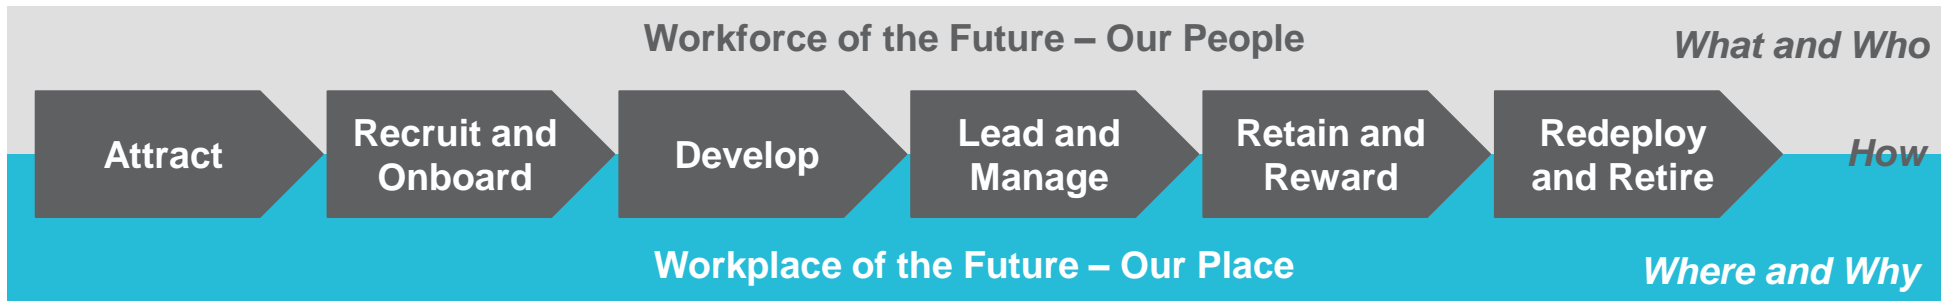 Workforce of the Future – Our People
What and Who
Attract
Recruit and
Onboard
Develop
Lead and
Manage
Retain and
Reward
Redeploy
and Retire
How
Workplace of the Future – Our Place
Where and Why